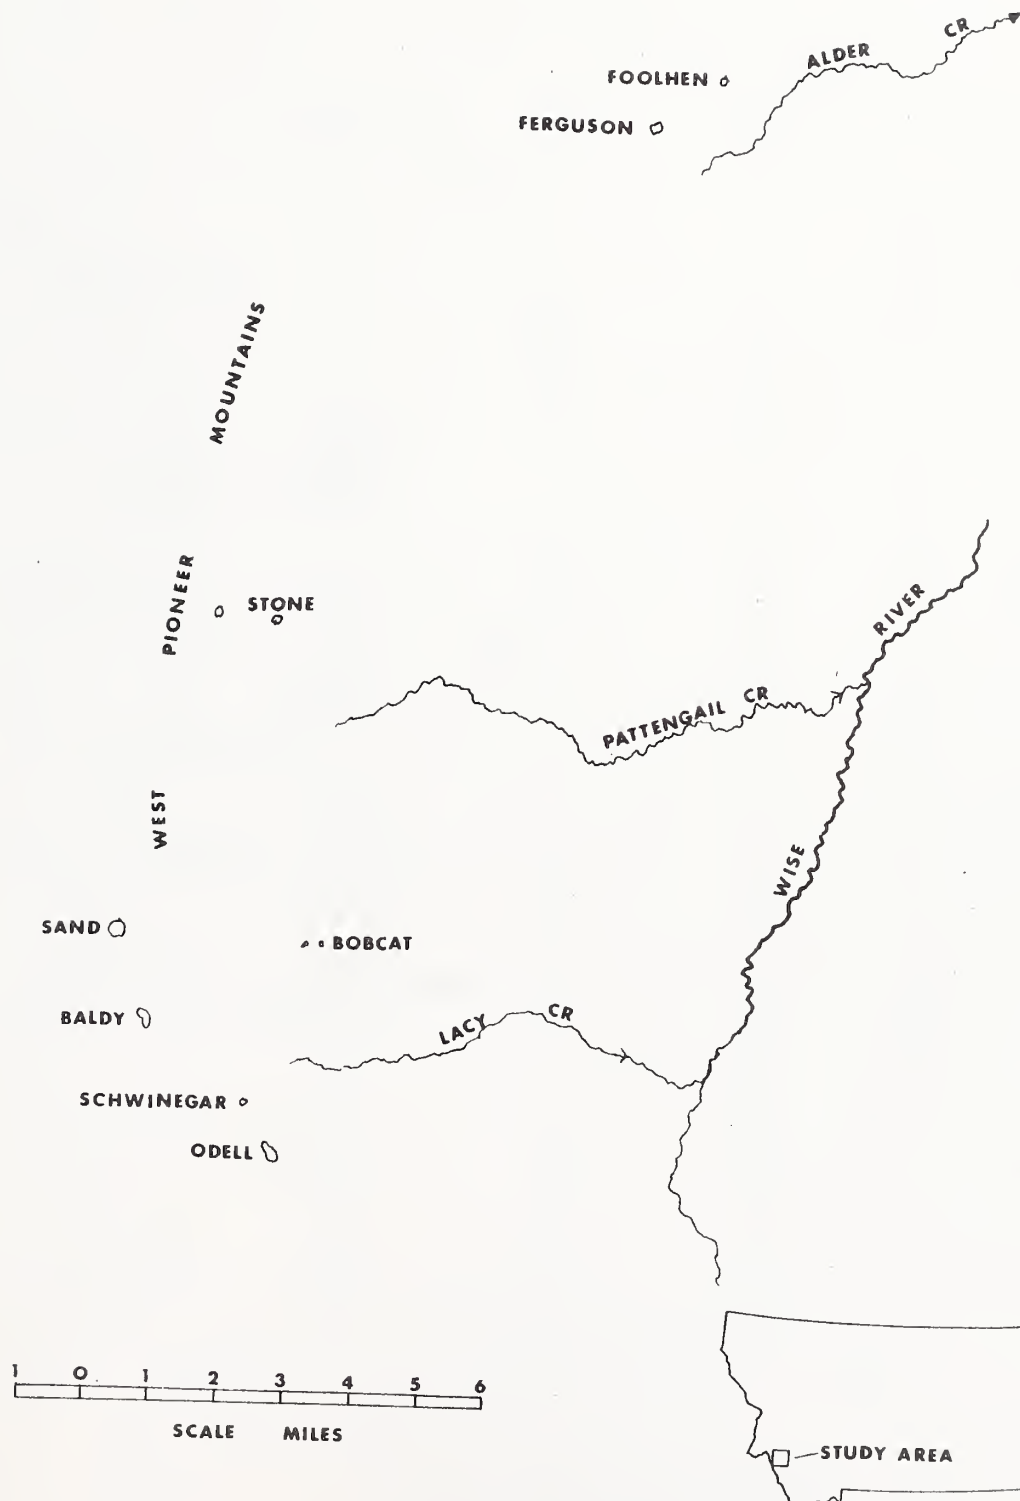 ALDER CR
FOOLHEN
FERGUSON
MOUNTAINS
PIONEER
STONE
RIVER
PATTENGAIL CR
WEST
WISE
SAND
BOBCAT
BALDY
LACY CR
SCHWINEGAR
ODELL
1 0 1 2 3 4 5 6
SCALE MILES
STUDY AREA